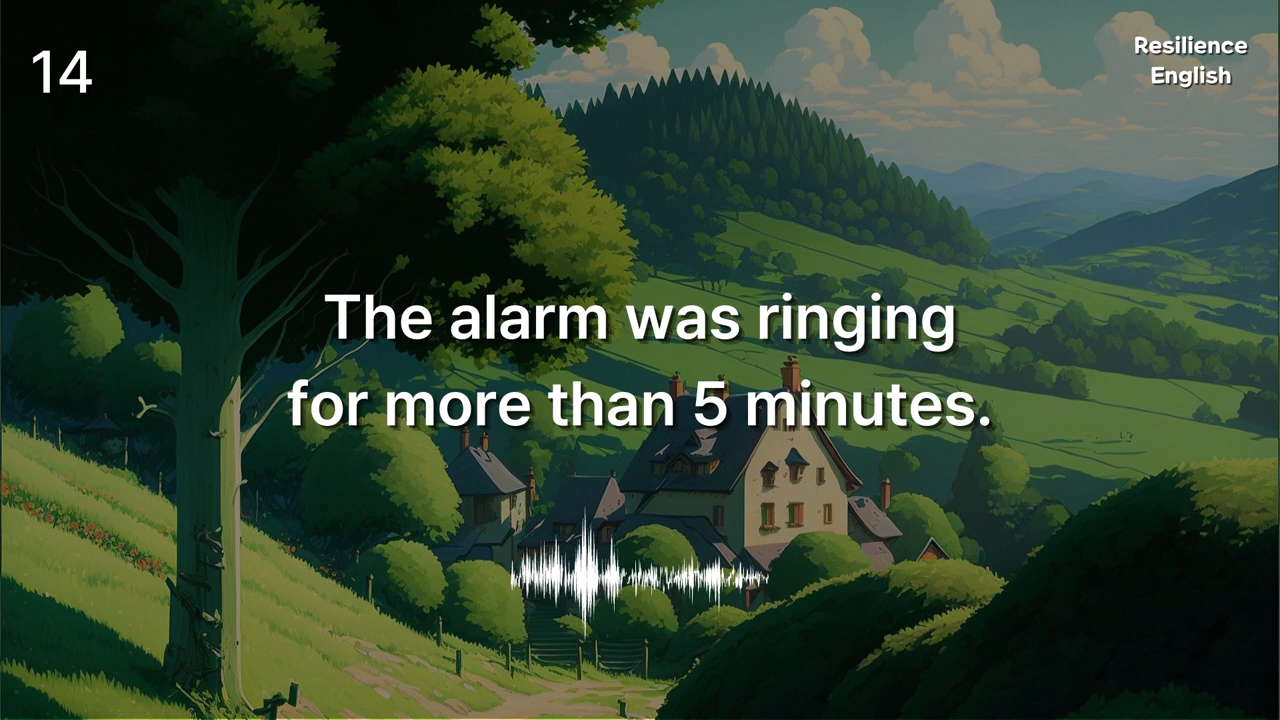 14
Resilience
English
The alarm was ringing
for more than 5 minutes.